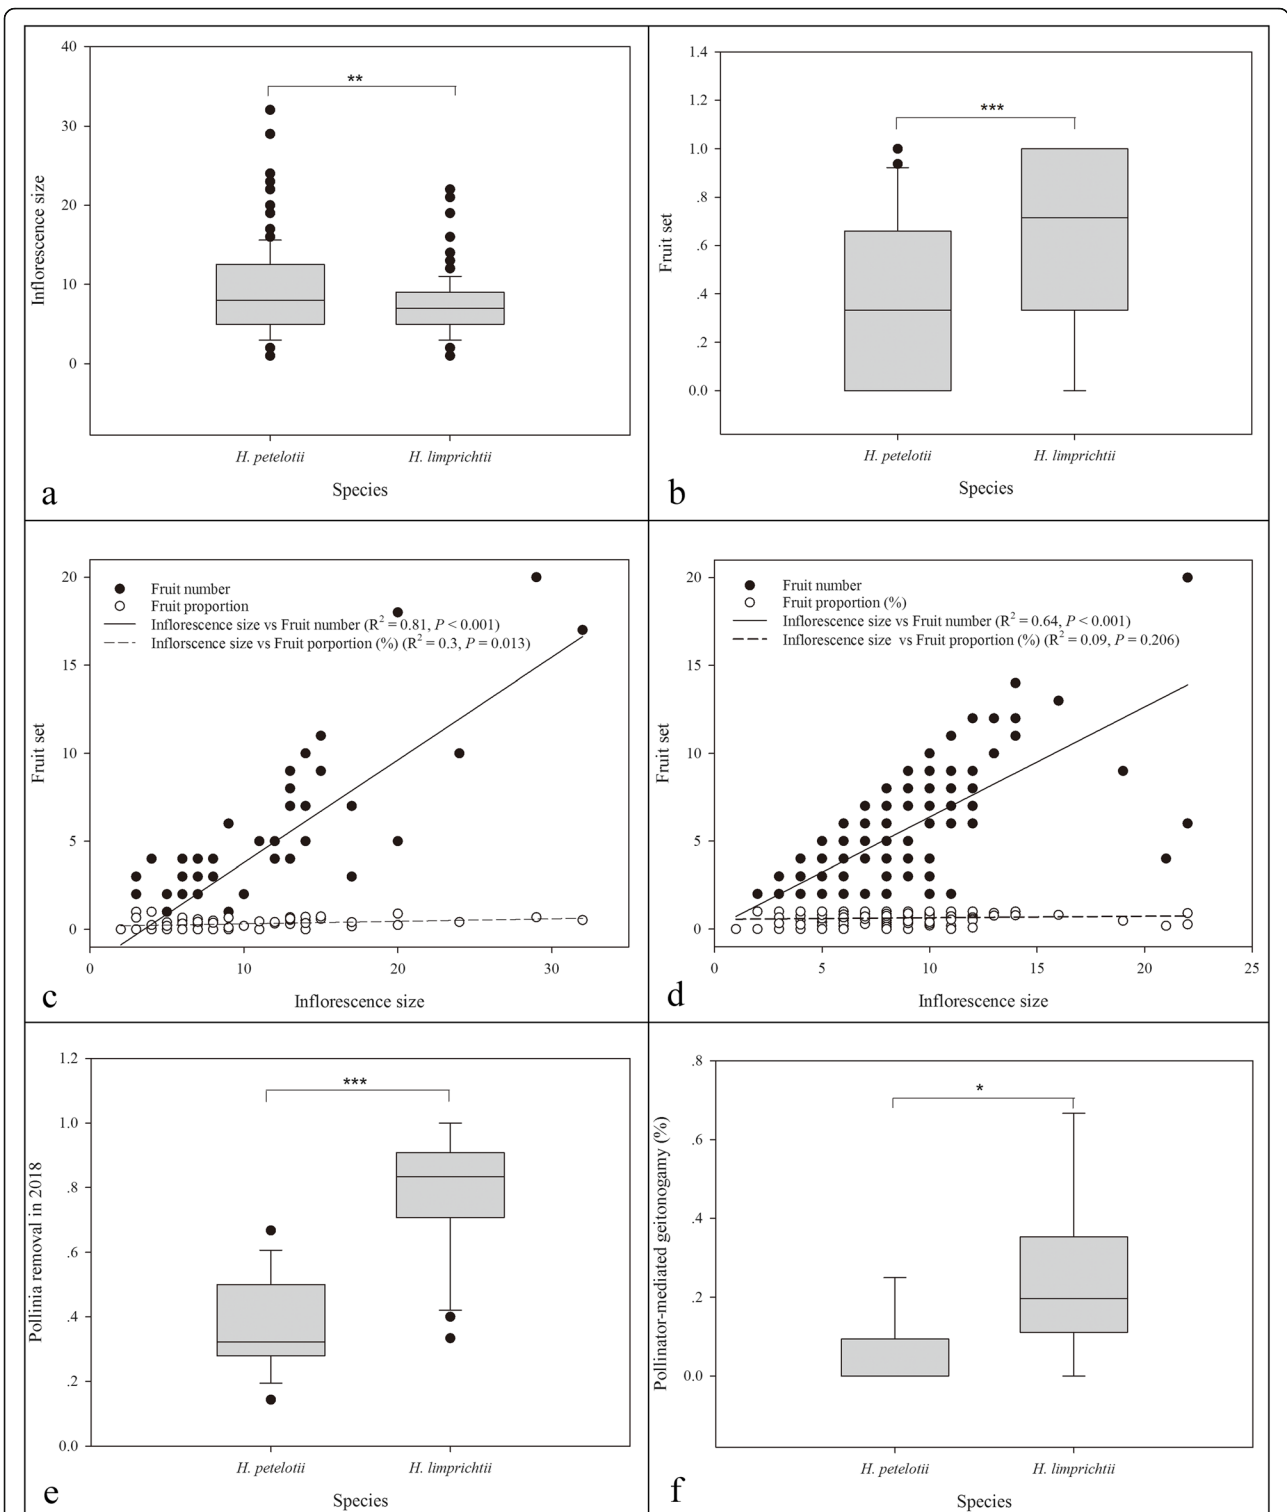 40
30
20
10
0
Inflorescence size
**
H. petelotii
H. limprichtii
Species
a
1.4
1.2
1.0
.8
.6
.4
.2
0.0
Fruit set
***
H. petelotii
H. limprichtii
Species
b
20
15
10
5
0
Fruit set
Fruit number
Fruit proportion
Inflorescence size vs Fruit number (R² = 0.81, P < 0.001)
Inflorescence size vs Fruit porportion (%) (R² = 0.3, P = 0.013)
0
10
20
30
Inflorescence size
c
20
15
10
5
0
Fruit set
Fruit number
Fruit proportion (%)
Inflorescence size vs Fruit number (R² = 0.64, P < 0.001)
Inflorescence size vs Fruit proportion (%) (R² = 0.09, P = 0.206)
0
5
10
15
20
25
Inflorescence size
d
1.2
1.0
.8
.6
.4
.2
0.0
Pollinia removal in 2018
***
H. petelotii
H. limprichtii
Species
e
.8
.6
.4
.2
0.0
Pollinator-mediated geitonogamy (%)
*
H. petelotii
H. limprichtii
Species
f